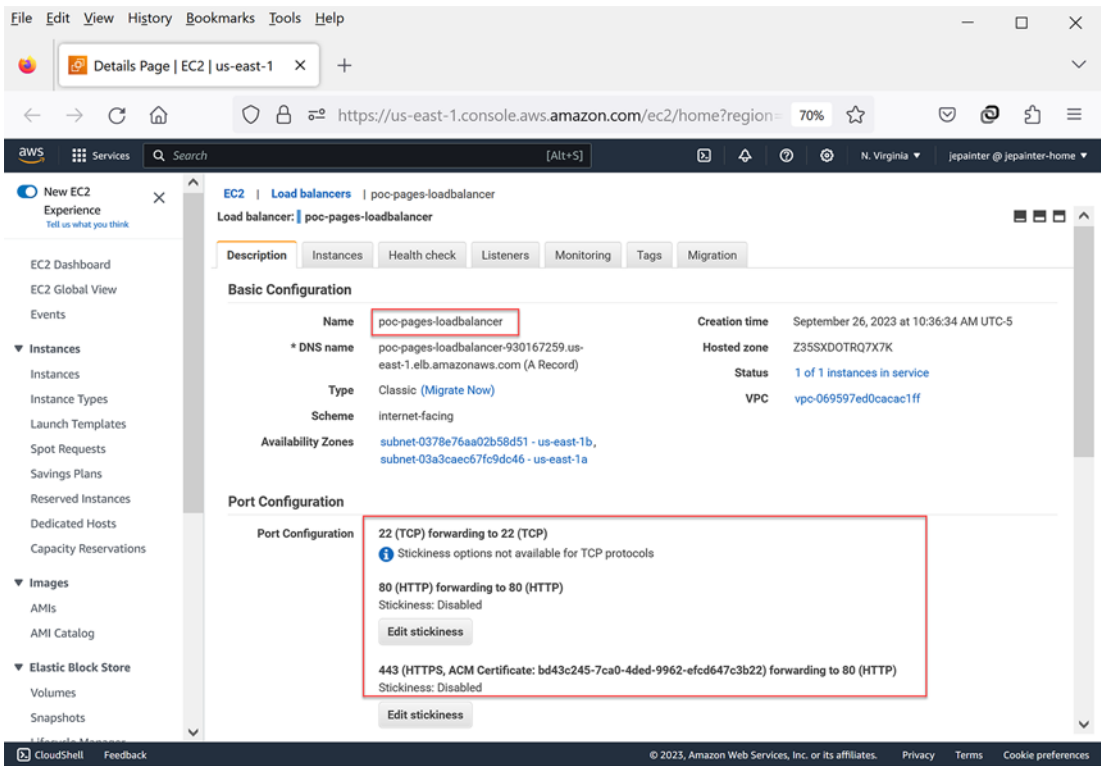 File Edit View History Bookmarks Tools Help
Details Page | EC2 | us-east-1
https://us-east-1.console.aws.amazon.com/ec2/home?region= 70%
aws Services Search [Alt+S] N. Virginia jepainter @ jepainter-home
New EC2
Experience
Tell us what you think
EC2 Dashboard
EC2 Global View
Events
Instances
Instances
Instance Types
Launch Templates
Spot Requests
Savings Plans
Reserved Instances
Dedicated Hosts
Capacity Reservations
Images
AMIs
AMI Catalog
Elastic Block Store
Volumes
Snapshots
Lifecycle Manager
EC2 | Load balancers | poc-pages-loadbalancer
Load balancer: poc-pages-loadbalancer
Description Instances Health check Listeners Monitoring Tags Migration
Basic Configuration
Name poc-pages-loadbalancer
* DNS name poc-pages-loadbalancer-930167259.us-
east-1.elb.amazonaws.com (A Record)
Type Classic (Migrate Now)
Scheme internet-facing
Availability Zones subnet-0378e76aa02b58d51 - us-east-1b,
subnet-03a3caec67fc9dc46 - us-east-1a
Creation time September 26, 2023 at 10:36:34 AM UTC-5
Hosted zone Z35SXDOTRQ7X7K
Status 1 of 1 instances in service
VPC vpc-069597ed0cacac1ff
Port Configuration
Port Configuration 22 (TCP) forwarding to 22 (TCP)
Stickiness options not available for TCP protocols
80 (HTTP) forwarding to 80 (HTTP)
Stickiness: Disabled
Edit stickiness
443 (HTTPS, ACM Certificate: bd43c245-7ca0-4ded-9962-efcd647c3b22) forwarding to 80 (HTTP)
Stickiness: Disabled
Edit stickiness
CloudShell Feedback © 2023, Amazon Web Services, Inc. or its affiliates. Privacy Terms Cookie preferences